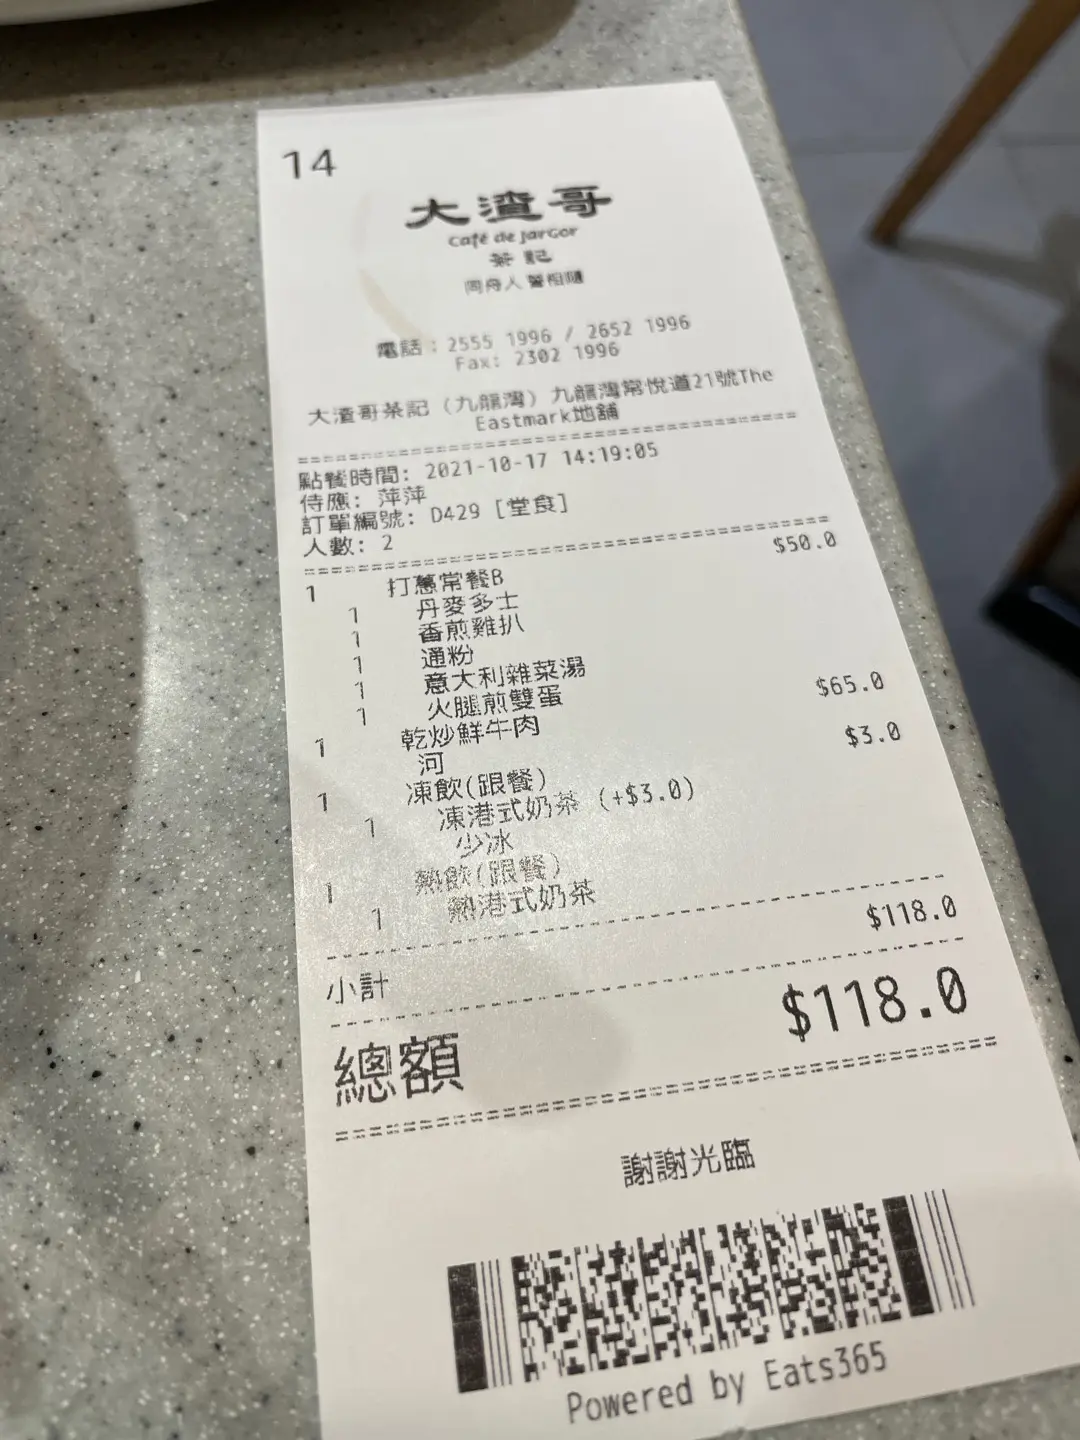 14
大渣哥
Café de Jargor
茶記
同舟人 誓相隨
電話：2555 1996 / 2652 1996
Fax: 2302 1996
大渣哥茶記（九龍灣）九龍灣常悅道21號The
Eastmark地舖
點餐時間: 2021-10-17 14:19:05
侍應: 萍萍
訂單編號: D429 [堂食]
人數: 2
1 打躉常餐B $50.0
1 丹麥多士
1 香煎雞扒
1 通粉
1 意大利雜菜湯
1 火腿煎雙蛋
1 乾炒鮮牛肉 $65.0
河
1 凍飲(跟餐) $3.0
1 凍港式奶茶 (+$3.0)
少冰
1 熱飲(跟餐)
1 熱港式奶茶
小計 $118.0
總額 $118.0
謝謝光臨
Powered by Eats365